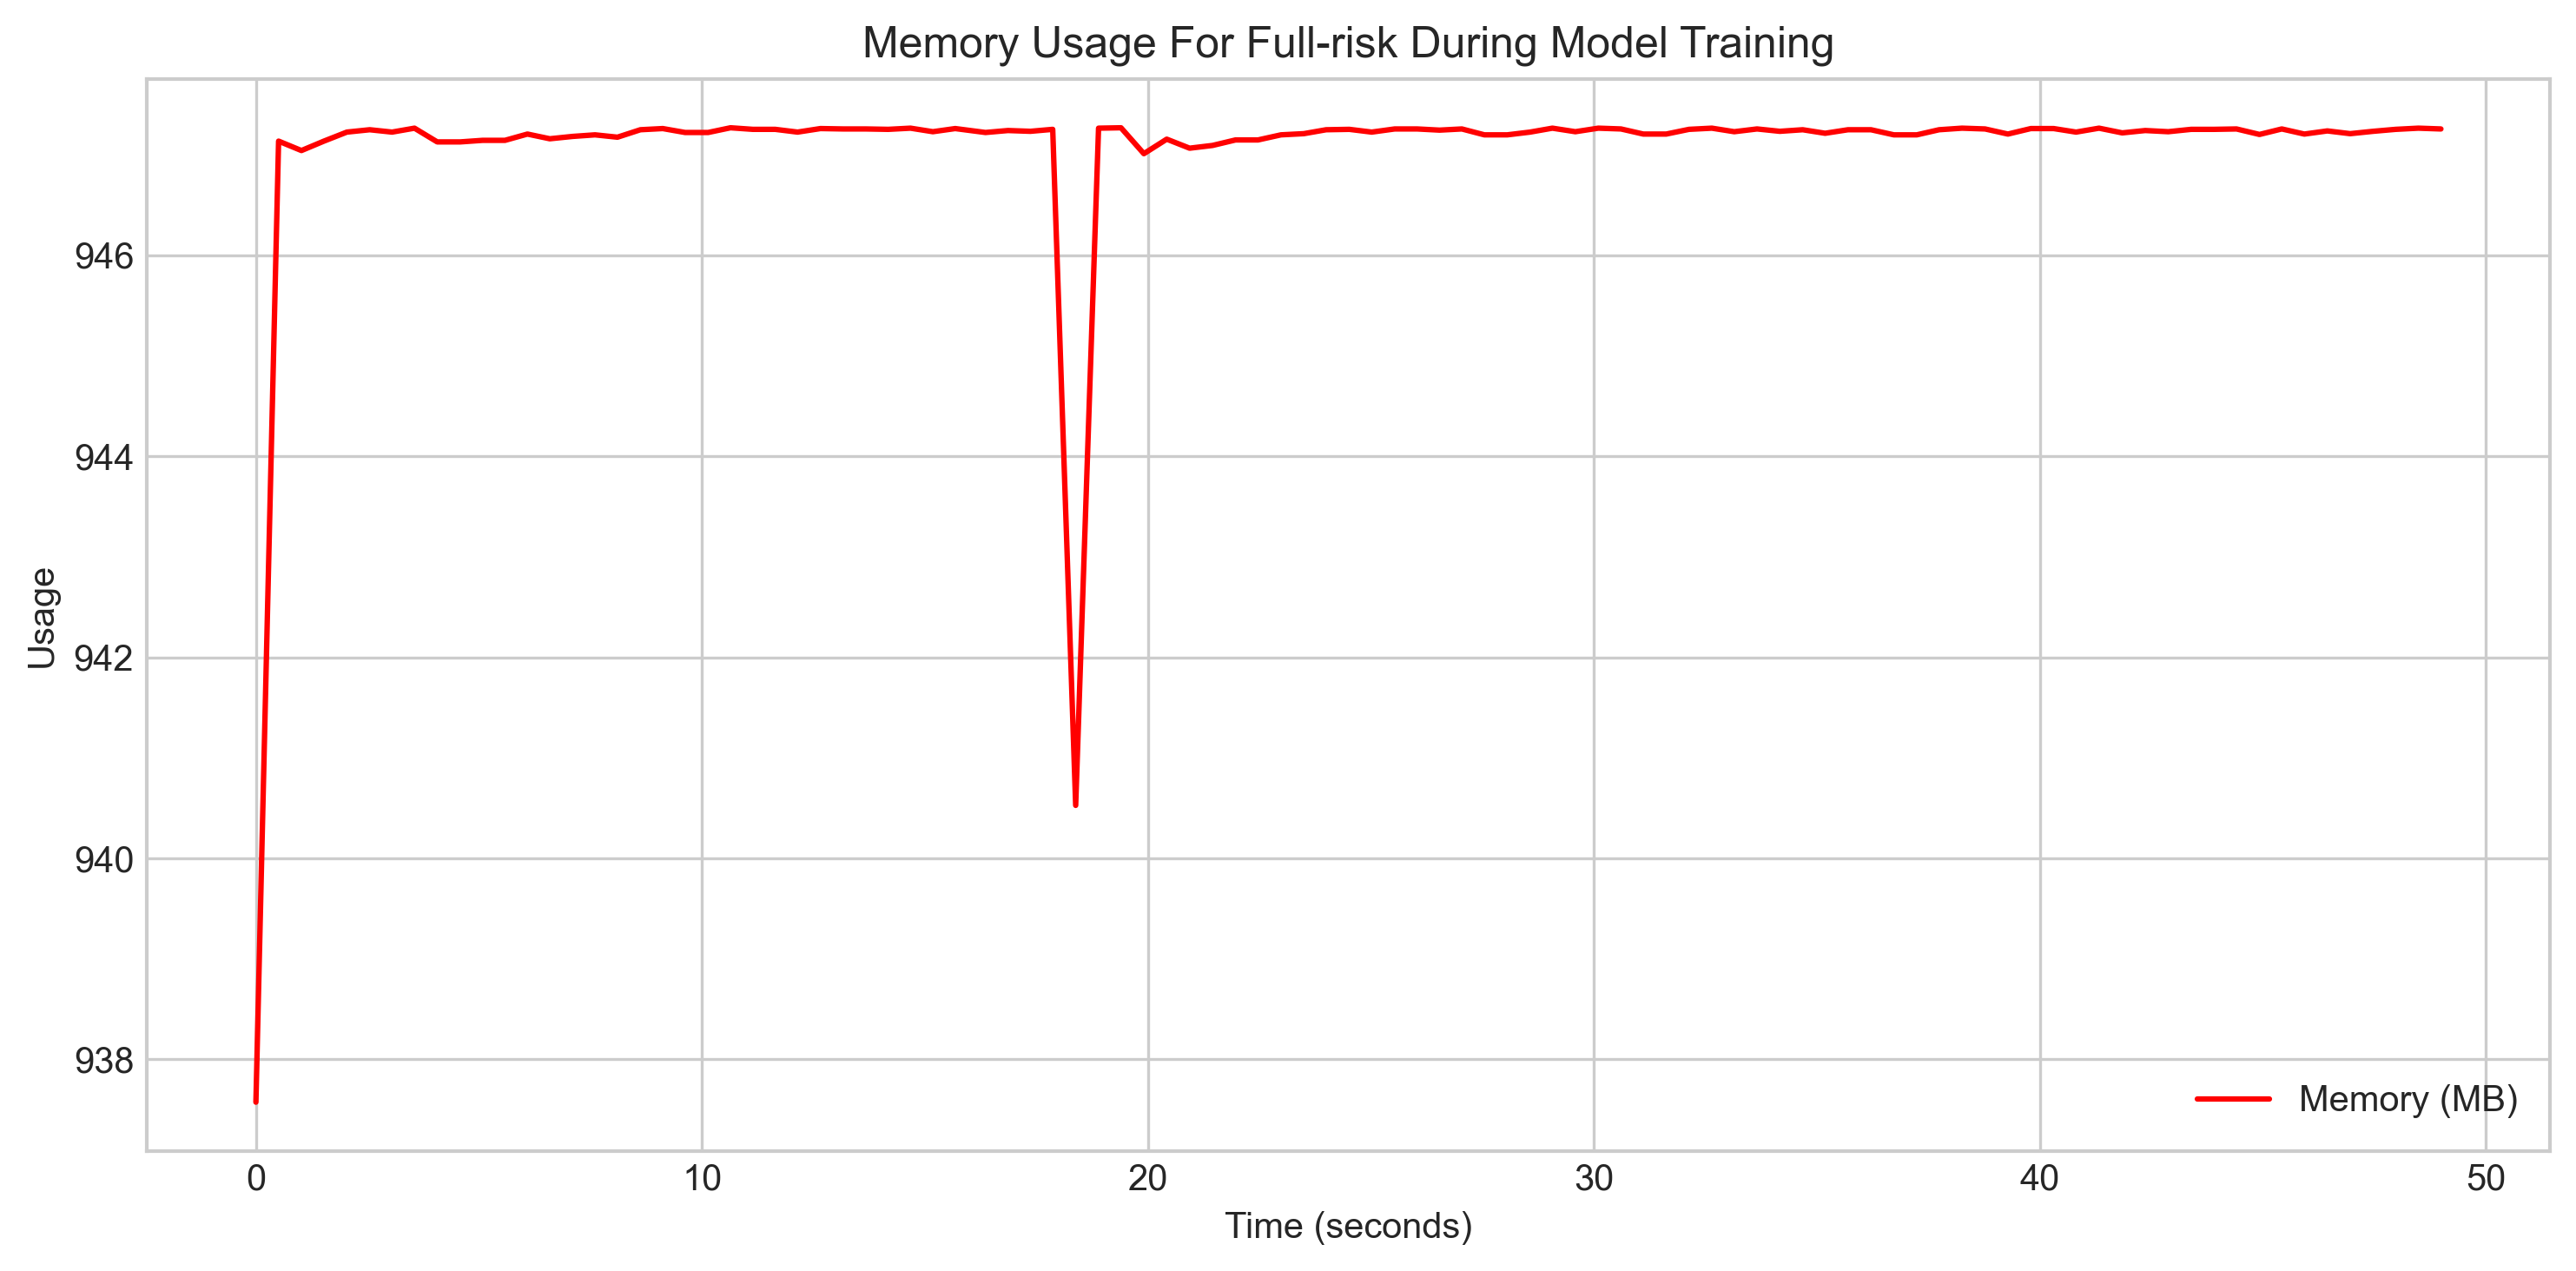 Memory Usage For Full-risk During Model Training
Usage
946
944
942
940
938
Memory (MB)
0 10 20 30 40 50
Time (seconds)